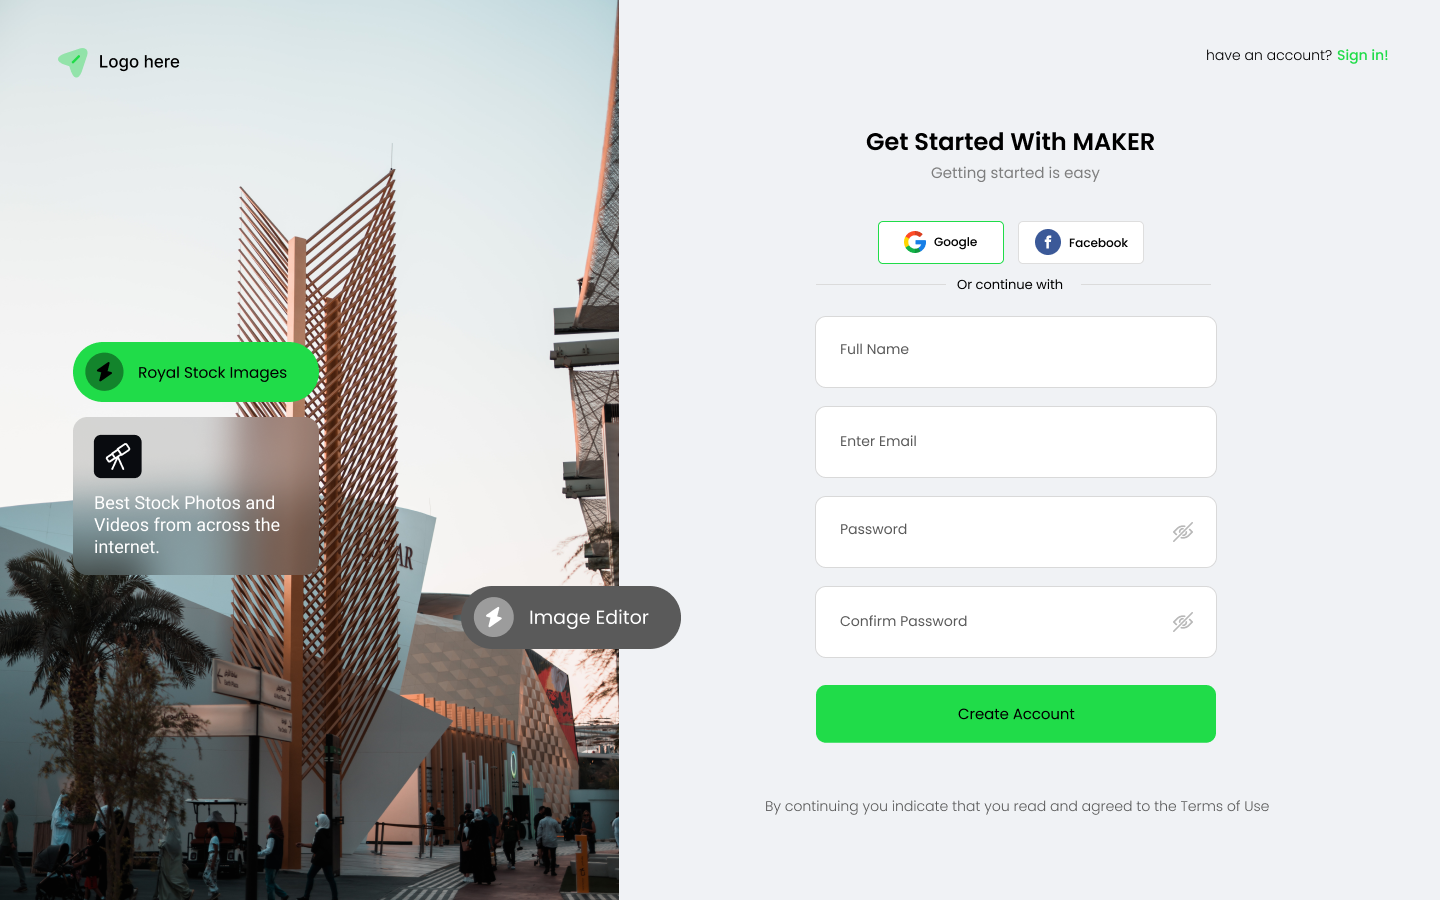 Logo here
have an account? Sign in!
Get Started With MAKER
Getting started is easy
Google
Facebook
Or continue with
Full Name
Enter Email
Password
Confirm Password
Create Account
By continuing you indicate that you read and agreed to the Terms of Use
Royal Stock Images
Best Stock Photos and
Videos from across the
internet.
Image Editor